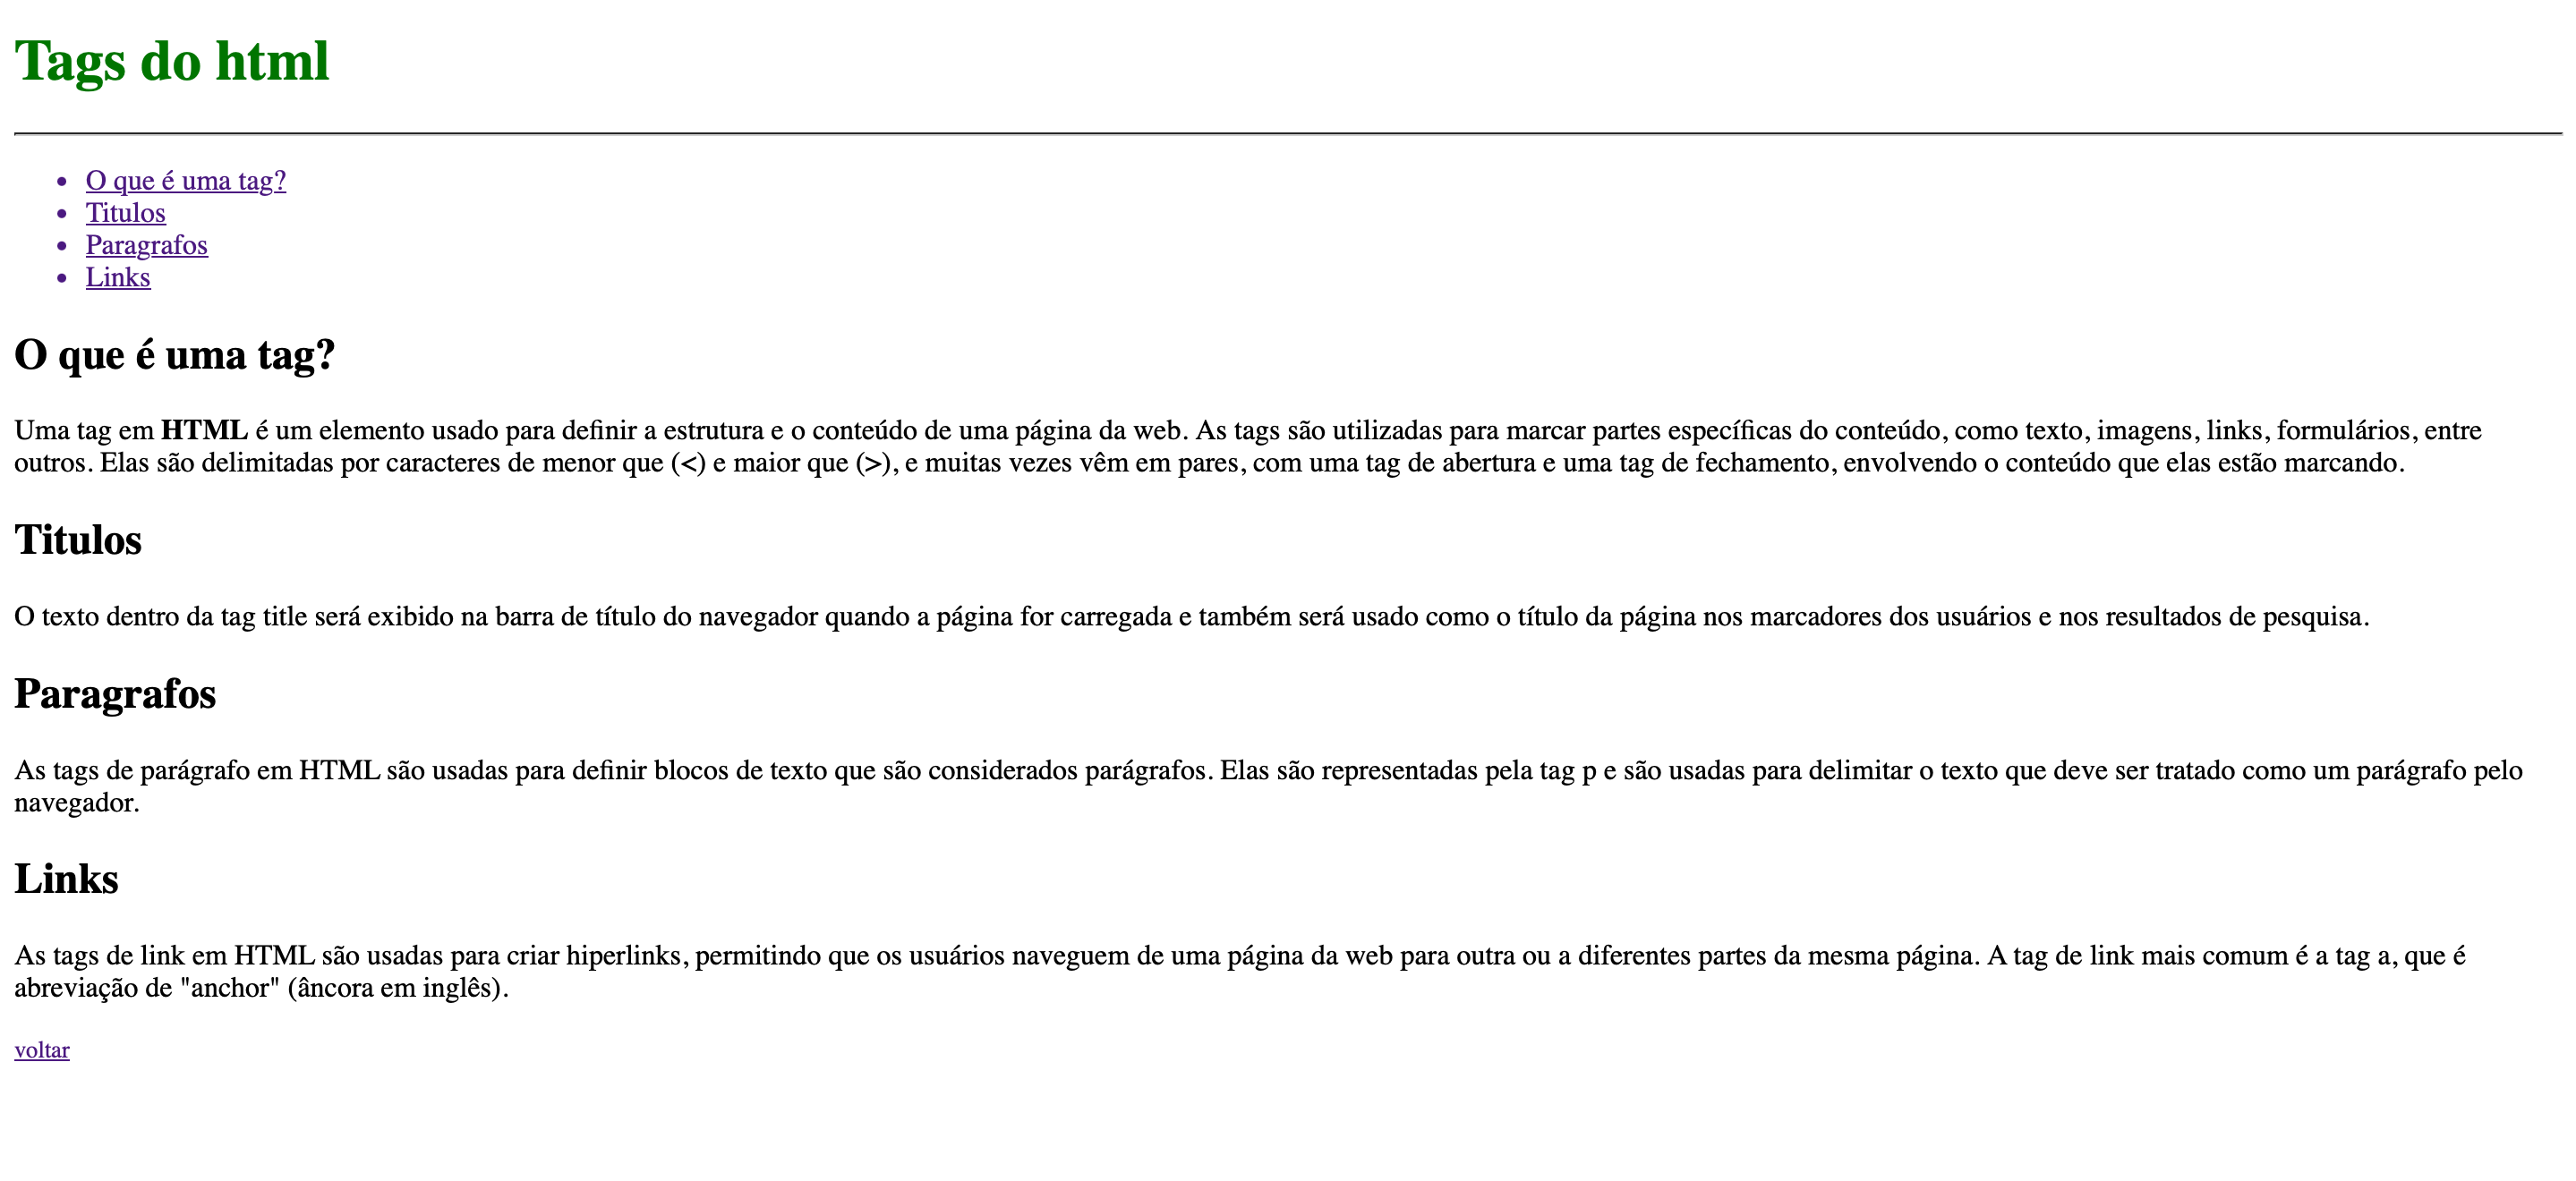 Tags do html
O que é uma tag?
Titulos
Paragrafos
Links
O que é uma tag?
Uma tag em HTML é um elemento usado para definir a estrutura e o conteúdo de uma página da web. As tags são utilizadas para marcar partes específicas do conteúdo, como texto, imagens, links, formulários, entre
outros. Elas são delimitadas por caracteres de menor que (<) e maior que (>), e muitas vezes vêm em pares, com uma tag de abertura e uma tag de fechamento, envolvendo o conteúdo que elas estão marcando.
Titulos
O texto dentro da tag title será exibido na barra de título do navegador quando a página for carregada e também será usado como o título da página nos marcadores dos usuários e nos resultados de pesquisa.
Paragrafos
As tags de parágrafo em HTML são usadas para definir blocos de texto que são considerados parágrafos. Elas são representadas pela tag p e são usadas para delimitar o texto que deve ser tratado como um parágrafo pelo
navegador.
Links
As tags de link em HTML são usadas para criar hiperlinks, permitindo que os usuários naveguem de uma página da web para outra ou a diferentes partes da mesma página. A tag de link mais comum é a tag a, que é
abreviação de "anchor" (âncora em inglês).
voltar